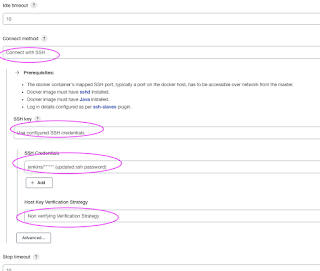 Idle timeout ?
10
Connect method ?
Connect with SSH
Prerequisites:
The docker container's mapped SSH port, typically a port on the docker host, has to be accessible over network from the master.
Docker image must have sshd installed.
Docker image must have Java installed.
Log in details configured as per ssh-slaves plugin.
SSH key ?
Use configured SSH credentials
SSH Credentials
jenkins/****** (updated ssh password)
+ Add
Host Key Verification Strategy
Non verifying Verification Strategy
Advanced...
Stop timeout ?
10